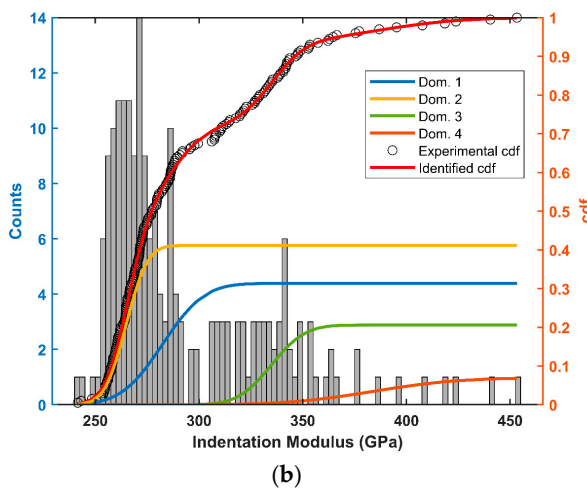 14
12
10
8
6
4
2
0
Counts
1
0.9
0.8
0.7
0.6
0.5
0.4
0.3
0.2
0.1
0
cdf
Dom. 1
Dom. 2
Dom. 3
Dom. 4
Experimental cdf
Identified cdf
250 300 350 400 450
Indentation Modulus (GPa)
(b)